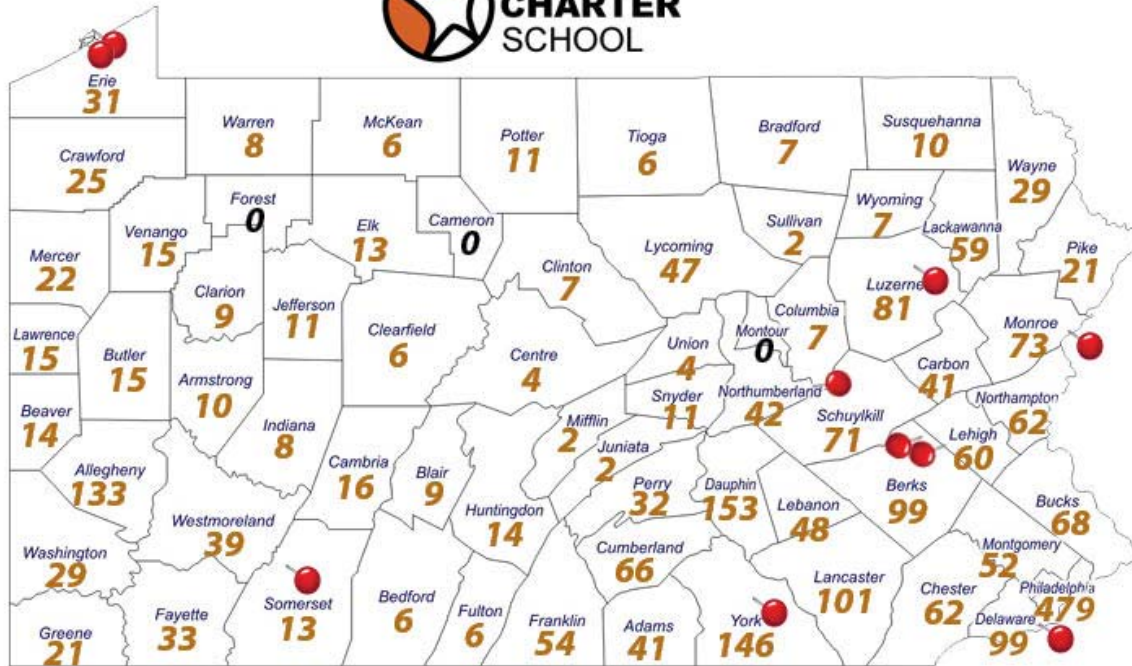 CHARTER
SCHOOL
Erie
31
Warren
8
McKean
6
Potter
11
Tioga
6
Bradford
7
Susquehanna
10
Wayne
29
Crawford
25
Forest
0
Cameron
0
Elk
13
Venango
15
Mercer
22
Clarion
9
Jefferson
11
Clearfield
6
Clinton
7
Lycoming
47
Sullivan
2
Wyoming
7
Lackawanna
59
Pike
21
Luzerne
81
Columbia
7
Montour
0
Monroe
73
Lawrence
15
Butler
15
Armstrong
10
Centre
4
Union
4
Snyder
11
Northumberland
42
Carbon
41
Northampton
62
Schuylkill
71
Lehigh
60
Beaver
14
Indiana
8
Cambria
16
Blair
9
Mifflin
2
Juniata
2
Allegheny
133
Westmoreland
39
Huntingdon
14
Perry
32
Dauphin
153
Lebanon
48
Berks
99
Bucks
68
Montgomery
52
Washington
29
Cumberland
66
Lancaster
101
Chester
62
Philadelphia
479
Delaware
99
Greene
21
Fayette
33
Somerset
13
Bedford
6
Fulton
6
Franklin
54
Adams
41
York
146